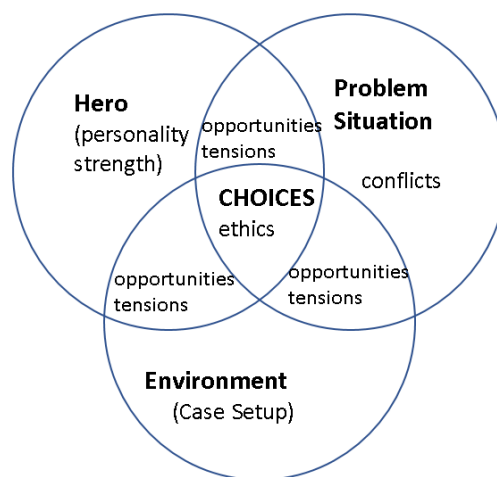 Hero
(personality
strength)
Problem
Situation
conflicts
opportunities
tensions
CHOICES
ethics
opportunities
tensions
opportunities
tensions
Environment
(Case Setup)